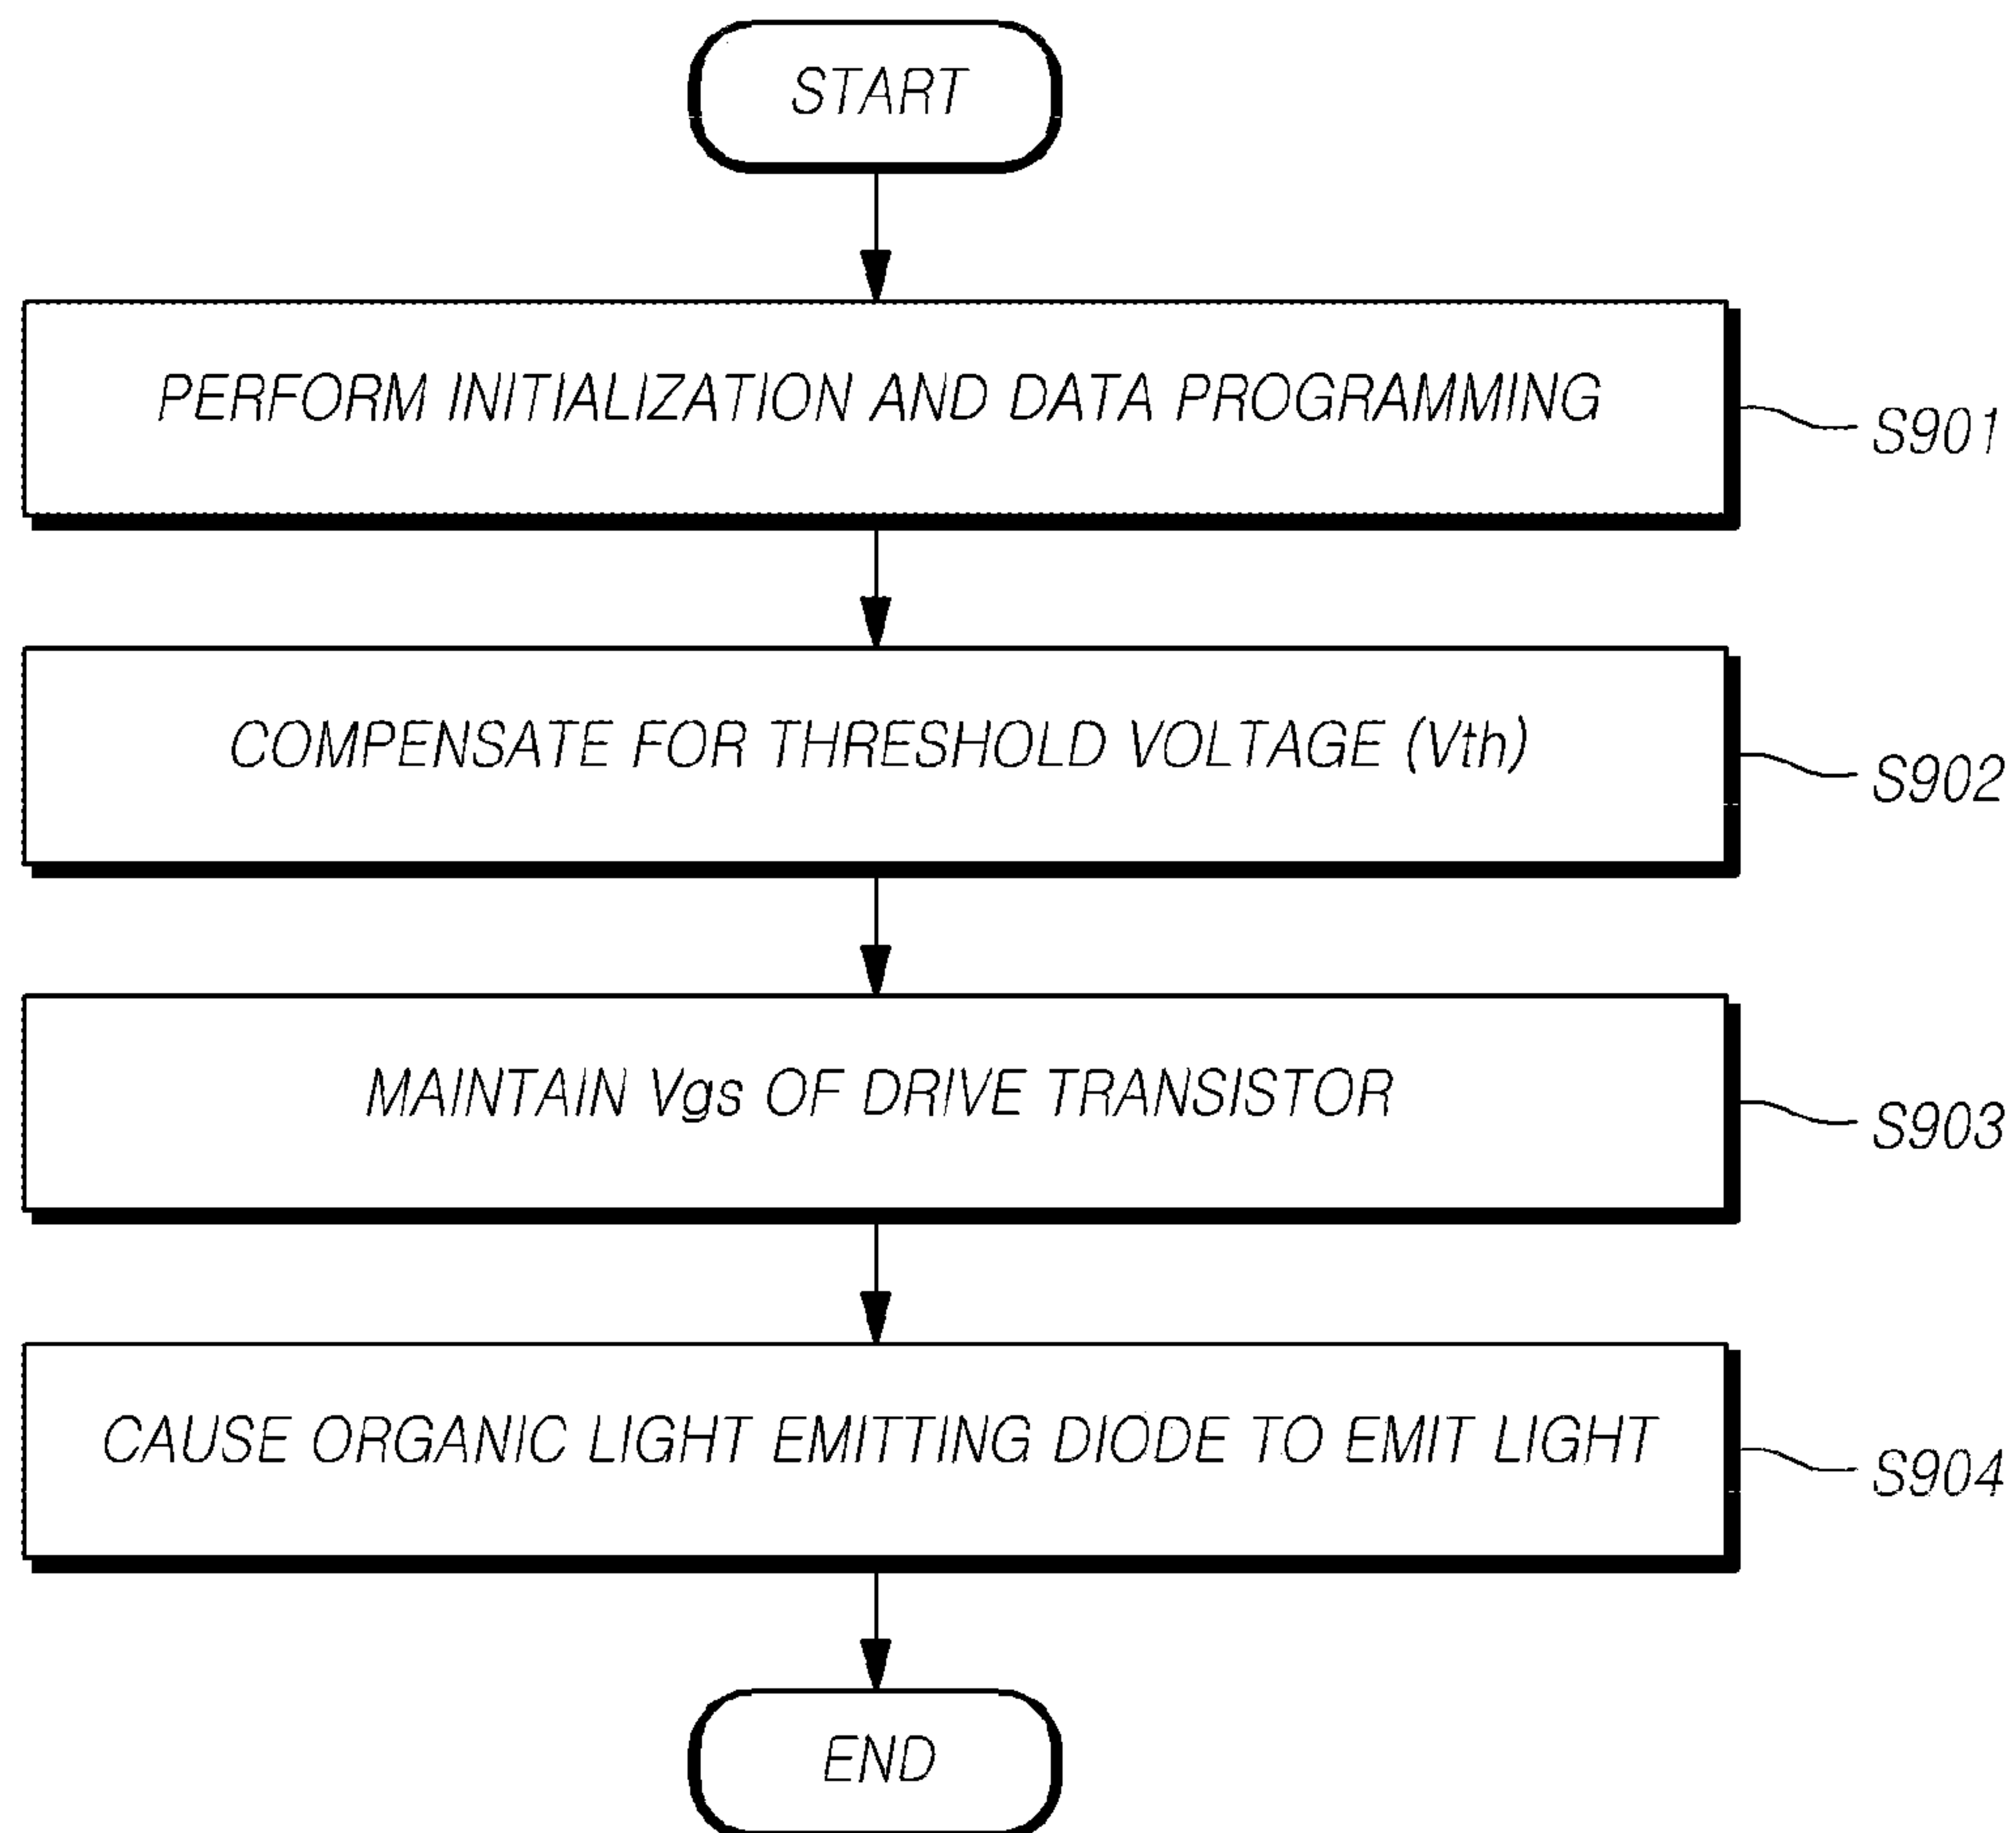 START
PERFORM INITIALIZATION AND DATA PROGRAMMING
S901
COMPENSATE FOR THRESHOLD VOLTAGE (Vth)
S902
MAINTAIN Vgs OF DRIVE TRANSISTOR
S903
CAUSE ORGANIC LIGHT EMITTING DIODE TO EMIT LIGHT
S904
END